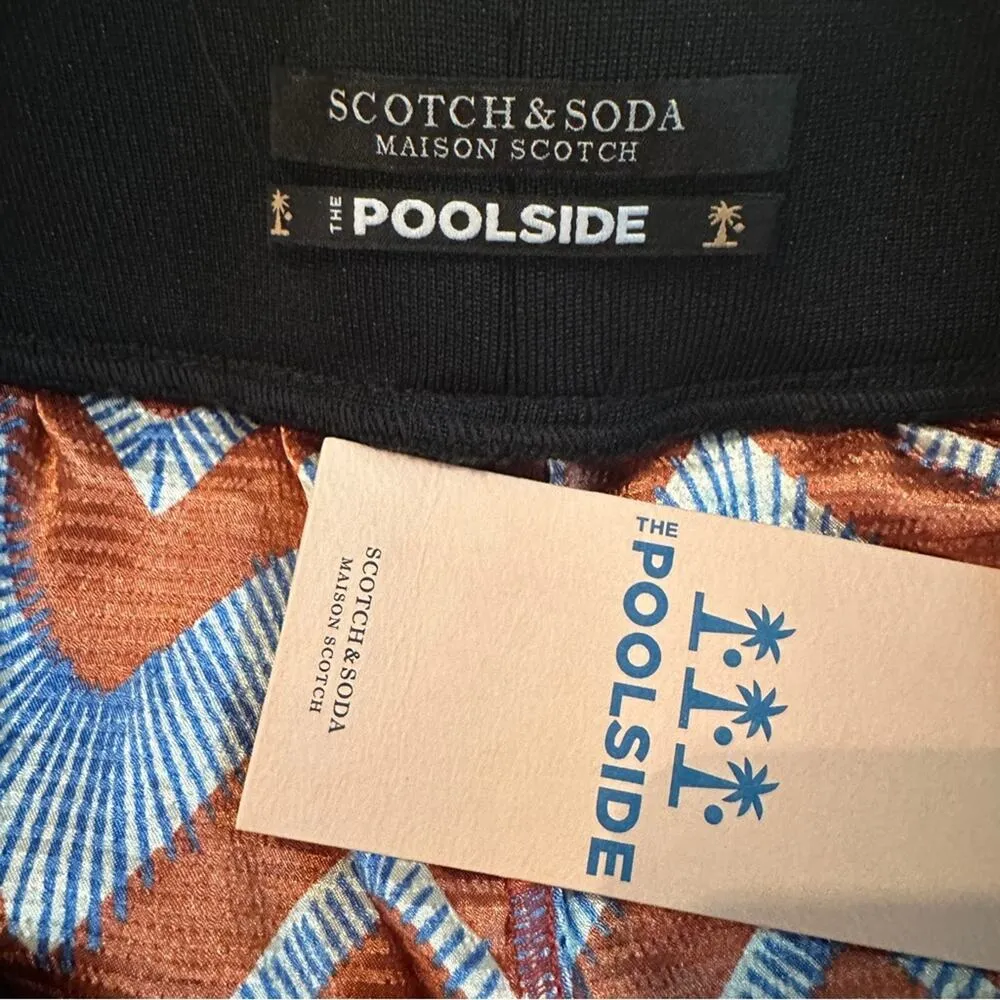 SCOTCH & SODA
MAISON SCOTCH
THE POOLSIDE
THE
POOLSIDE
SCOTCH & SODA
MAISON SCOTCH